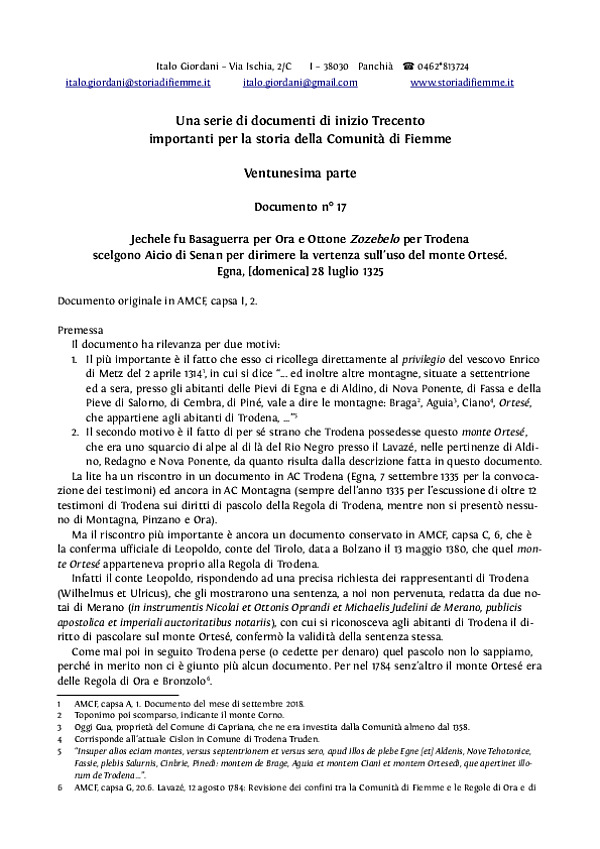 Italo Giordani – Via Ischia, 2/C I – 38030 Panchià ☎ 0462*813724
italo.giordani@storiadifiemme.it italo.giordani@gmail.com www.storiadifiemme.it
Una serie di documenti di inizio Trecento
importanti per la storia della Comunità di Fiemme
Ventunesima parte
Documento n° 17
Jechele fu Basaguerra per Ora e Ottone Zozebelo per Trodena
scelgono Aicio di Senan per dirimere la vertenza sull'uso del monte Ortesé.
Egna, [domenica] 28 luglio 1325
Documento originale in AMCF, capsa I, 2.
Premessa
Il documento ha rilevanza per due motivi:
1. Il più importante è il fatto che esso ci ricollega direttamente al privilegio del vescovo Enrico
di Metz del 2 aprile 1314¹, in cui si dice “... ed inoltre altre montagne, situate a settentrione
ed a sera, presso gli abitanti delle Pievi di Egna e di Aldino, di Nova Ponente, di Fassa e della
Pieve di Salorno, di Cembra, di Piné, vale a dire le montagne: Braga², Aguia³, Ciano⁴, Ortesé,
che appartiene agli abitanti di Trodena, ...”⁵
2. Il secondo motivo è il fatto di per sé strano che Trodena possedesse questo monte Ortesé,
che era uno squarcio di alpe al di là del Rio Negro presso il Lavazé, nelle pertinenze di Aldi-
no, Redagno e Nova Ponente, da quanto risulta dalla descrizione fatta in questo documento.
La lite ha un riscontro in un documento in AC Trodena (Egna, 7 settembre 1335 per la convoca-
zione dei testimoni) ed ancora in AC Montagna (sempre dell'anno 1335 per l'escussione di oltre 12
testimoni di Trodena sui diritti di pascolo della Regola di Trodena, mentre non si presentò nessu-
no di Montagna, Pinzano e Ora).
Ma il riscontro più importante è ancora un documento conservato in AMCF, capsa C, 6, che è
la conferma ufficiale di Leopoldo, conte del Tirolo, data a Bolzano il 13 maggio 1380, che quel mon-
te Ortesé apparteneva proprio alla Regola di Trodena.
Infatti il conte Leopoldo, rispondendo ad una precisa richiesta dei rappresentanti di Trodena
(Wilhelmus et Ulricus), che gli mostrarono una sentenza, a noi non pervenuta, redatta da due no-
tai di Merano (in instrumentis Nicolai et Ottonis Oprandi et Michaelis Judelini de Merano, publicis
apostolica et imperiali auctoritatibus notariis), con cui si riconosceva agli abitanti di Trodena il di-
ritto di pascolare sul monte Ortesé, confermò la validità della sentenza stessa.
Come mai poi in seguito Trodena perse (o cedette per denaro) quel pascolo non lo sappiamo,
perché in merito non ci è giunto più alcun documento. Per nel 1784 senz'altro il monte Ortesé era
delle Regola di Ora e Bronzolo⁶.
1 AMCF, capsa A, 1. Documento del mese di settembre 2018.
2 Toponimo poi scomparso, indicante il monte Corno.
3 Oggi Gua, proprietà del Comune di Capriana, che ne era investita dalla Comunità almeno dal 1358.
4 Corrisponde all'attuale Cislon in Comune di Trodena Truden.
5 “Insuper alios eciam montes, versus septentrionem et versus sero, apud illos de plebe Egne [et] Aldenis, Nove Tehotonice,
Fassie, plebis Salurnis, Cinbrie, Pinedi: montem de Brage, Aguia et montem Ciani et montem Ortesedi, que apertinet illo-
rum de Trodena...”.
6 AMCF, capsa G, 20.6. Lavazé, 12 agosto 1784: Revisione dei confini tra la Comunità di Fiemme e le Regole di Ora e di